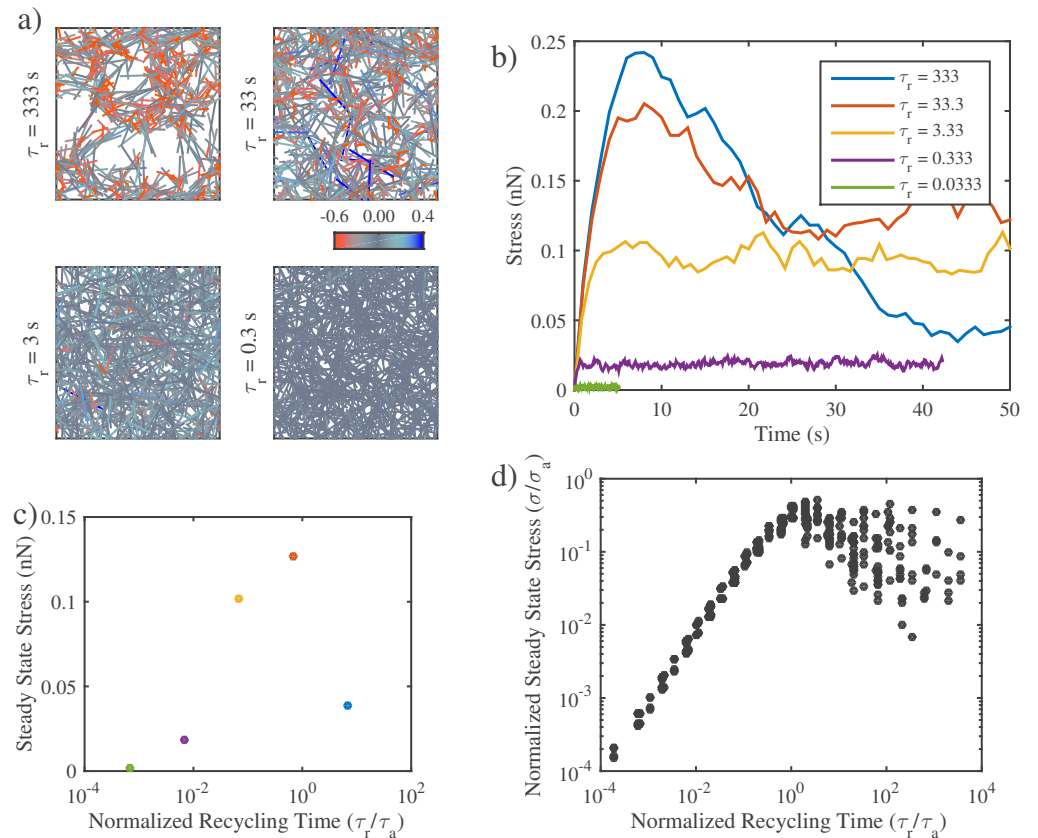 a)
τr = 333 s
τr = 33 s
-0.6 0.00 0.4
τr = 3 s
τr = 0.3 s
b)
Stress (nN)
0.25
0.2
0.15
0.1
0.05
0
0 10 20 30 40 50
Time (s)
τr = 333
τr = 33.3
τr = 3.33
τr = 0.333
τr = 0.0333
c)
Steady State Stress (nN)
0.15
0.1
0.05
0
10-4 10-2 100 102
Normalized Recycling Time (τr/τa)
d)
Normalized Steady State Stress (σ/σa)
100
10-1
10-2
10-3
10-4
10-4 10-2 100 102 104
Normalized Recycling Time (τr/τa)